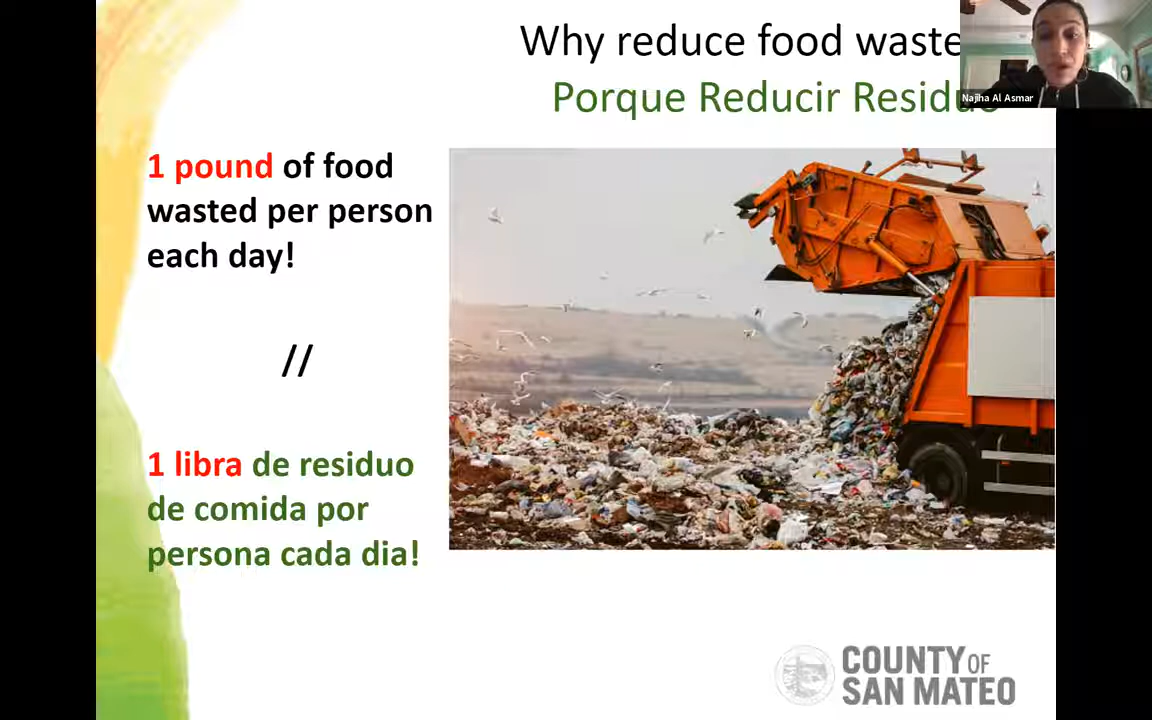 Why reduce food waste
Porque Reducir Residuo
Najiha Al Asmar
1 pound of food
wasted per person
each day!
//
1 libra de residuo
de comida por
persona cada dia!
COUNTY OF
SAN MATEO